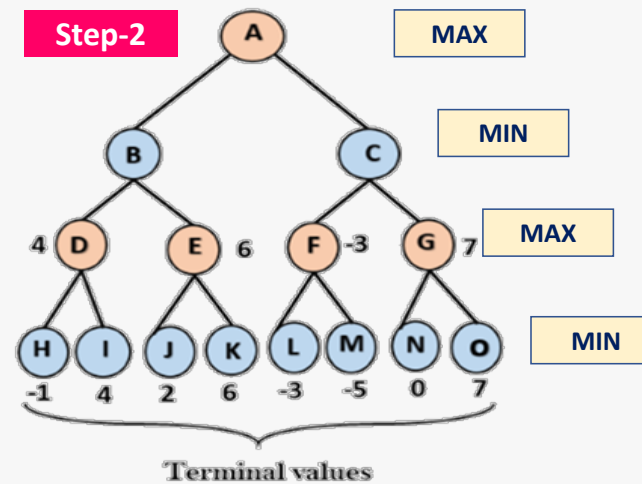 Step-2
A
MAX
B
C
MIN
4 D
E 6
F -3
G 7
MAX
H
I
J
K
L
M
N
O
MIN
-1
4
2
6
-3
-5
0
7
Terminal values